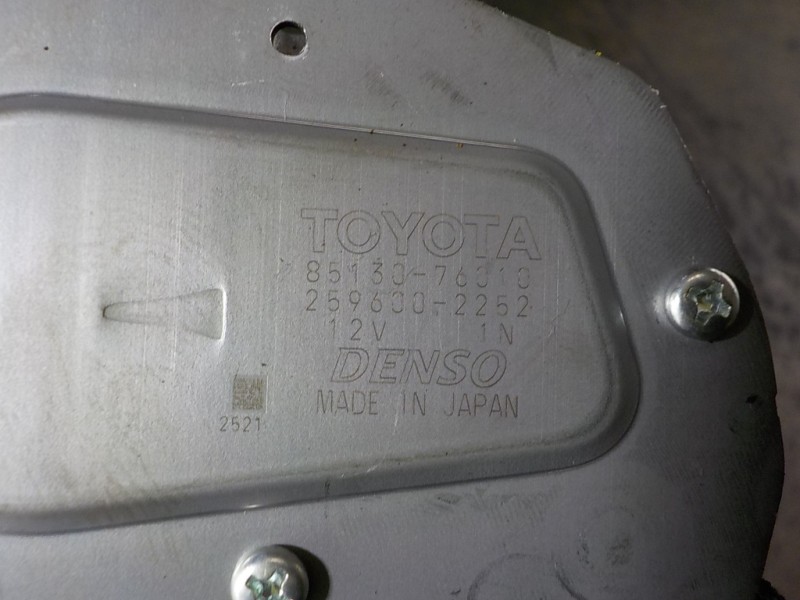 TOYOTA
85130-76010
259600-2252
12V 1N
DENSO
MADE IN JAPAN
2521